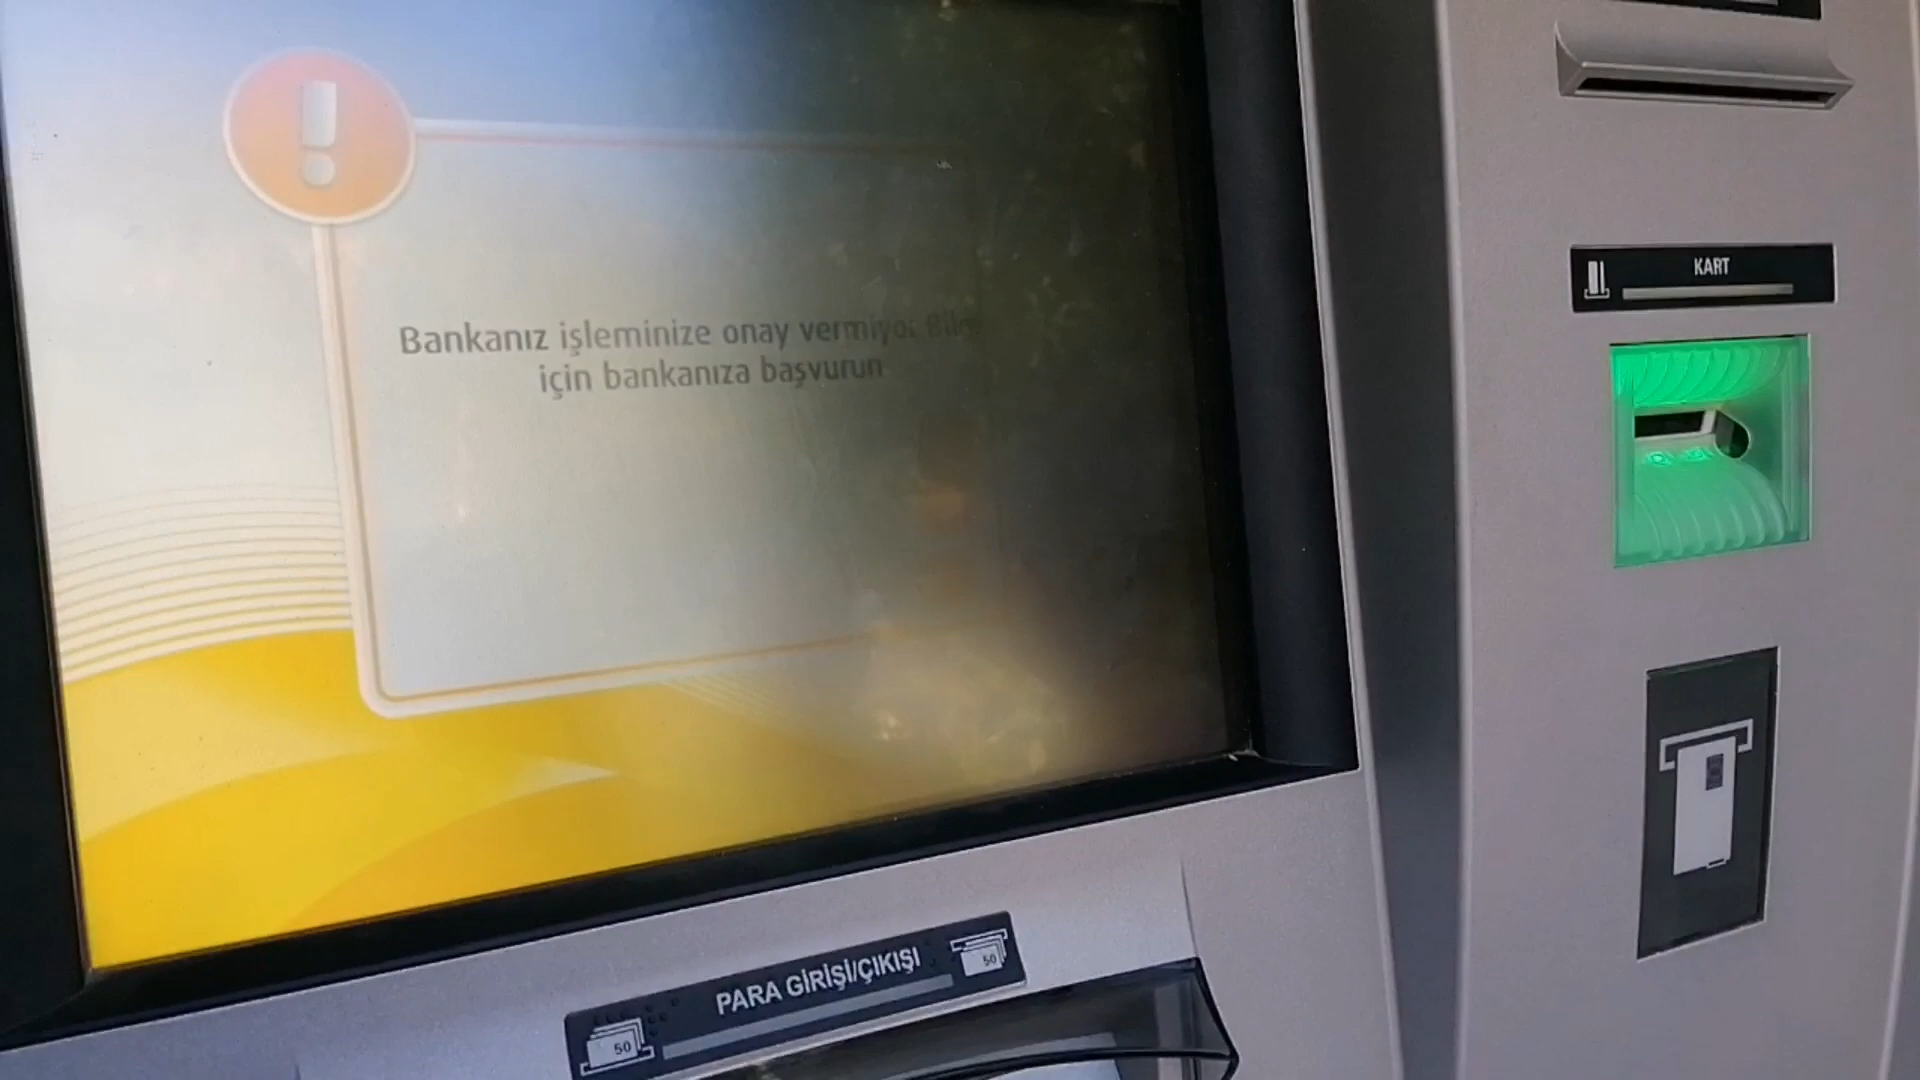 Bankanız işleminize onay vermiyor. Bilgi
için bankanıza başvurun
KART
PARA GİRİŞİ/ÇIKIŞI
50
50